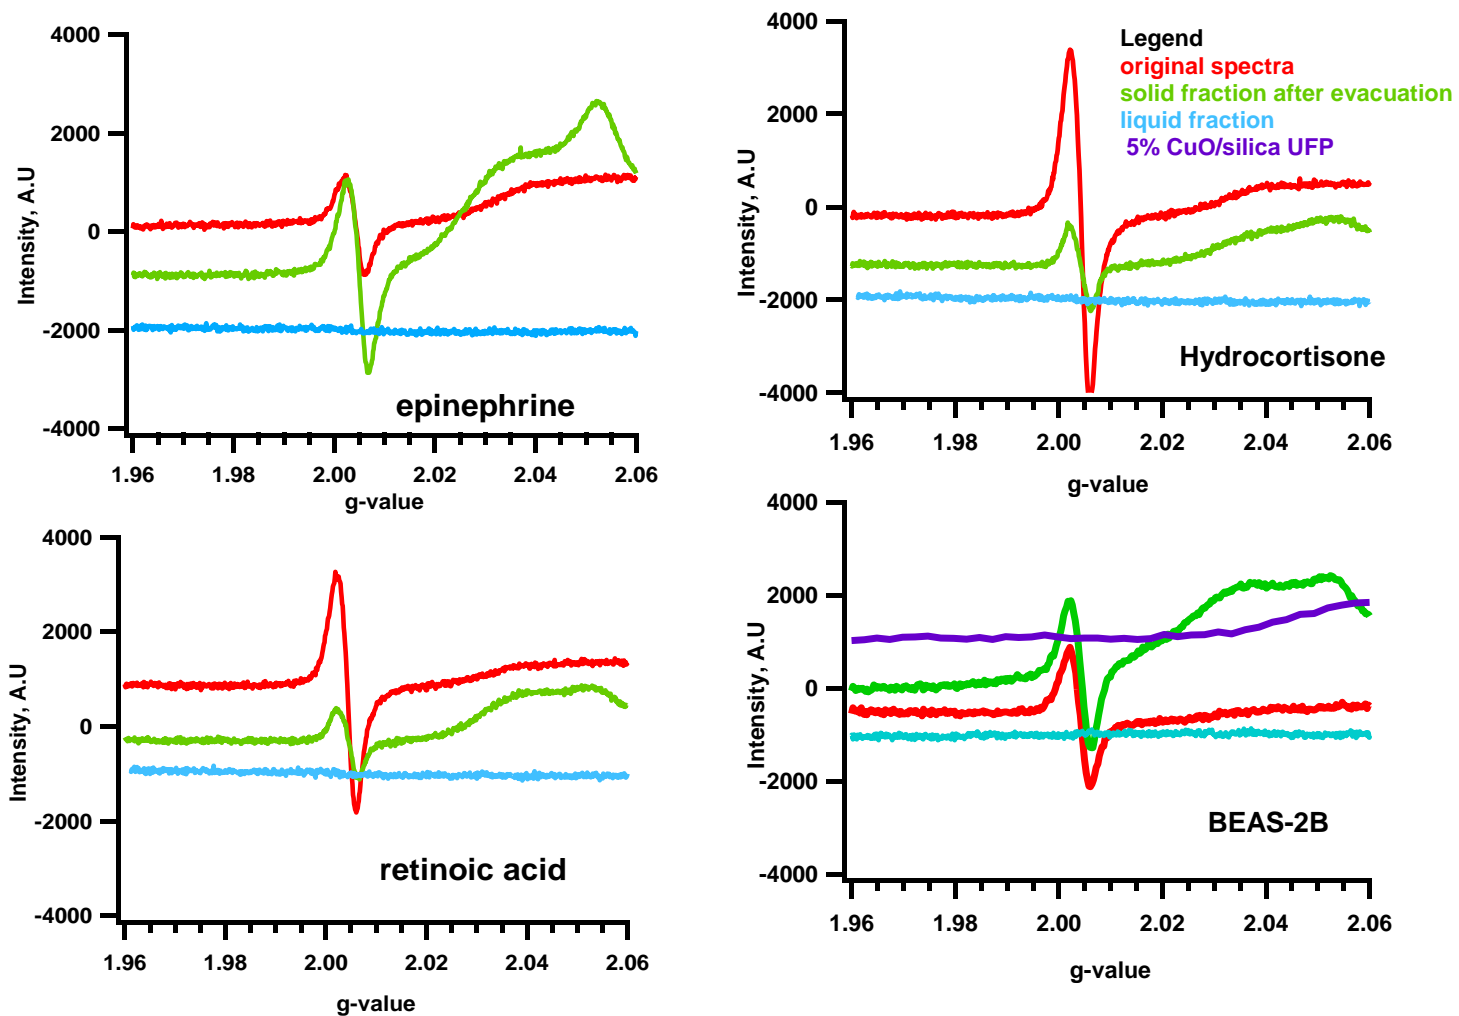 4000
2000
0
-2000
-4000
Intensity, A.U
epinephrine
1.96 1.98 2.00 2.02 2.04 2.06
g-value
4000
2000
0
-2000
-4000
Intensity, A.U
Legend
original spectra
solid fraction after evacuation
liquid fraction
5% CuO/silica UFP
Hydrocortisone
1.96 1.98 2.00 2.02 2.04 2.06
g-value
4000
2000
0
-2000
-4000
Intensity, A.U
retinoic acid
1.96 1.98 2.00 2.02 2.04 2.06
g-value
4000
2000
0
-2000
-4000
Intensity, A.U
BEAS-2B
1.96 1.98 2.00 2.02 2.04 2.06
g-value